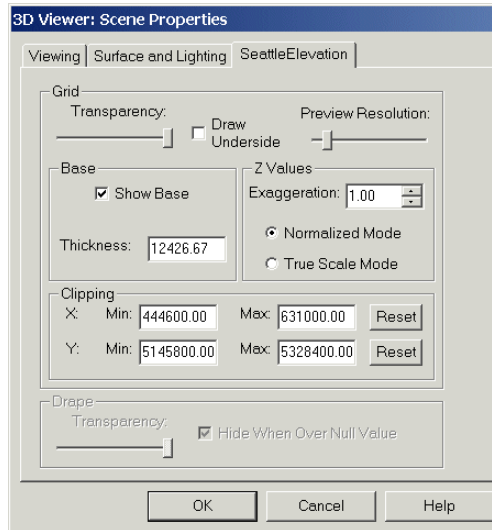 3D Viewer: Scene Properties
Viewing Surface and Lighting SeattleElevation
Grid
Transparency: Draw Underside Preview Resolution:
Base Z Values
Show Base Exaggeration: 1.00
Normalized Mode
Thickness: 12426.67
True Scale Mode
Clipping
X: Min: 444600.00 Max: 631000.00 Reset
Y: Min: 5145800.00 Max: 5328400.00 Reset
Drape
Transparency: Hide When Over Null Value
OK Cancel Help